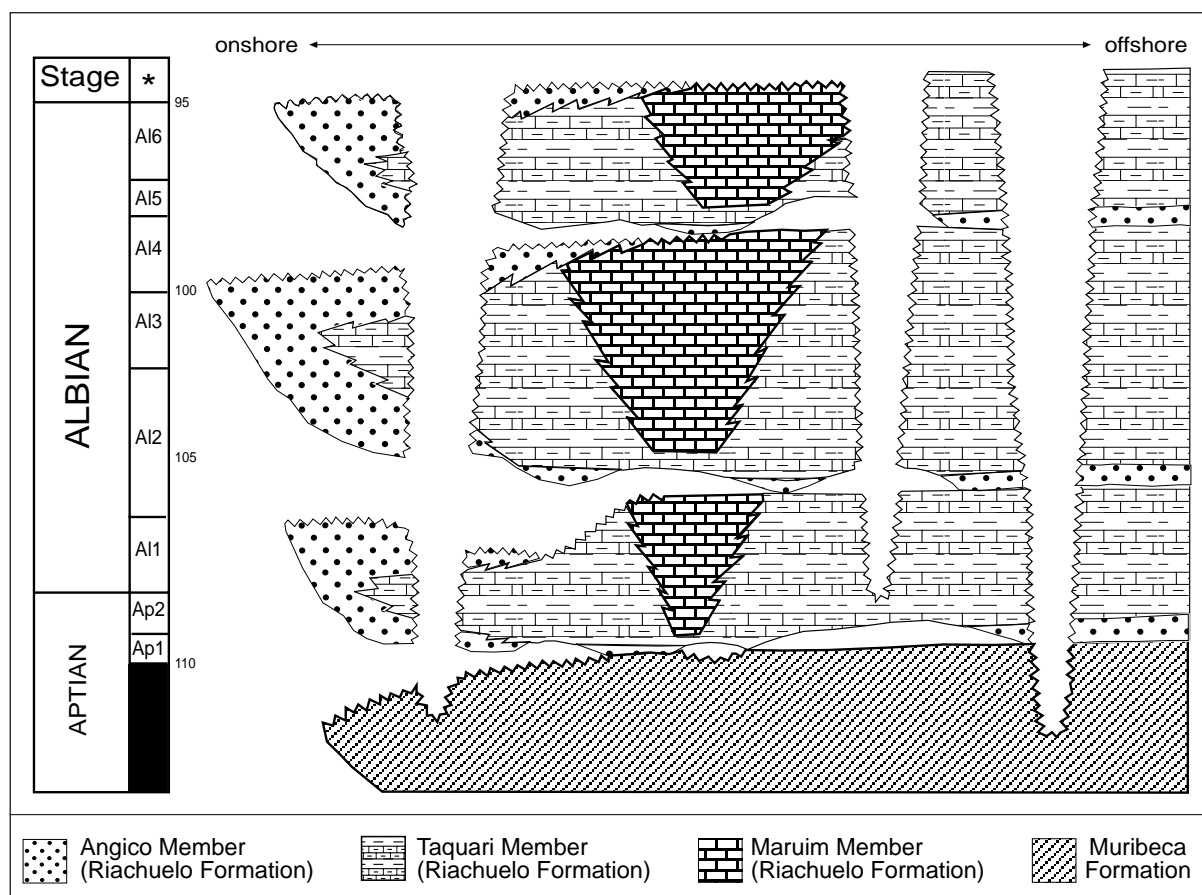 onshore offshore
Stage *
95
Al6
Al5
Al4
100
Al3
ALBIAN
Al2
105
Al1
Ap2
Ap1
110
APTIAN
Angico Member
(Riachuelo Formation)
Taquari Member
(Riachuelo Formation)
Maruim Member
(Riachuelo Formation)
Muribeca
Formation